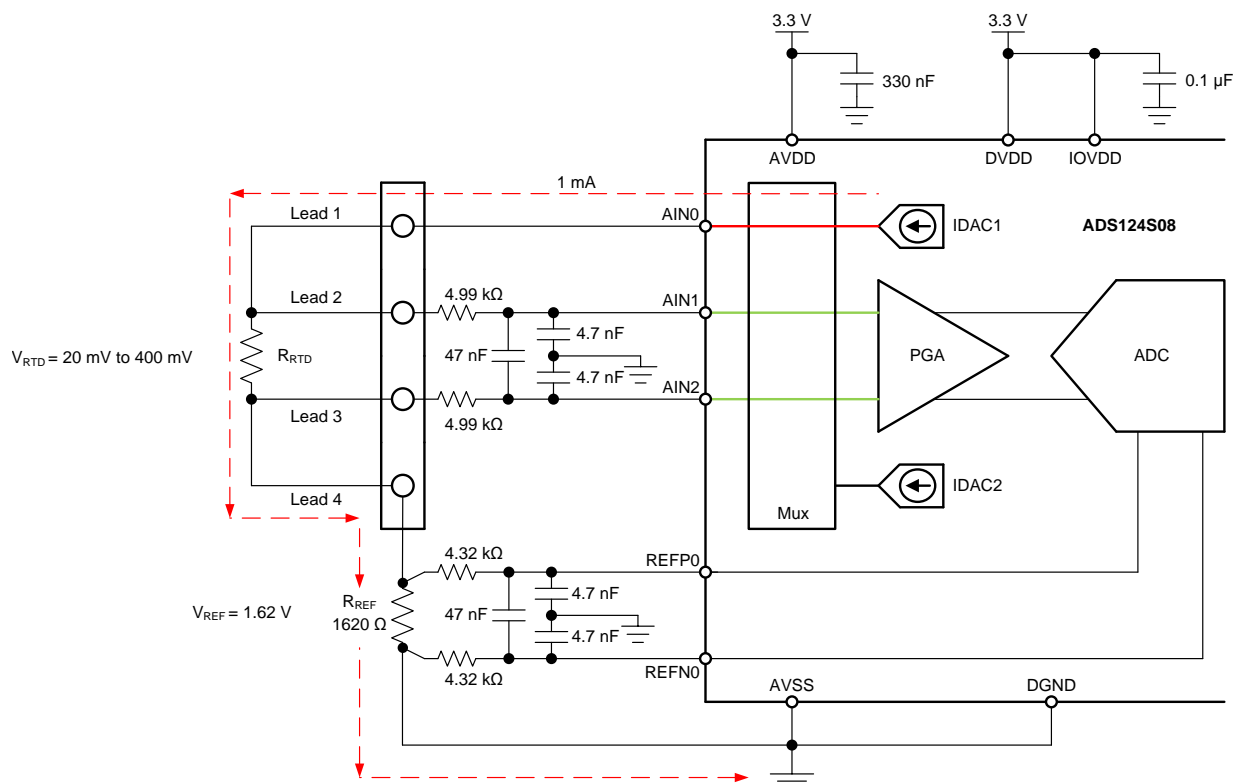 3.3 V
3.3 V
330 nF
0.1 µF
AVDD
DVDD
IOVDD
1 mA
Lead 1
AIN0
IDAC1
ADS124S08
Lead 2
4.99 kΩ
AIN1
4.7 nF
V_RTD = 20 mV to 400 mV
R_RTD
47 nF
PGA
ADC
4.7 nF
AIN2
Lead 3
4.99 kΩ
IDAC2
Lead 4
Mux
4.32 kΩ
REFP0
4.7 nF
V_REF = 1.62 V
R_REF
1620 Ω
47 nF
4.7 nF
4.32 kΩ
REFN0
AVSS
DGND